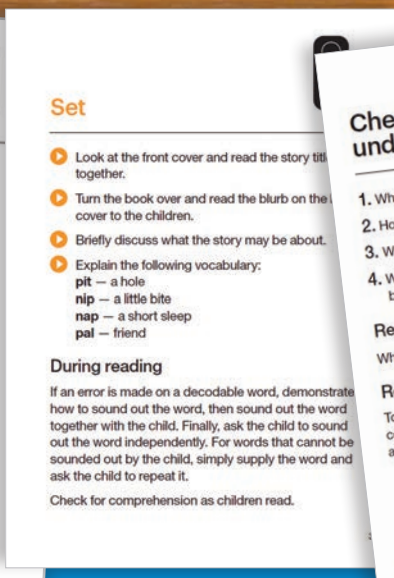 Set
Look at the front cover and read the story
together.
Turn the book over and read the blurb on the
cover to the children.
Briefly discuss what the story may be about.
Explain the following vocabulary:
pit — a hole
nip — a little bite
nap — a short sleep
pal — friend
During reading
If an error is made on a decodable word, demonstrate
how to sound out the word, then sound out the word
together with the child. Finally, ask the child to sound
out the word independently. For words that cannot be
sounded out by the child, simply supply the word and
ask the child to repeat it.
Check for comprehension as children read.
1.
2.
3.
4.